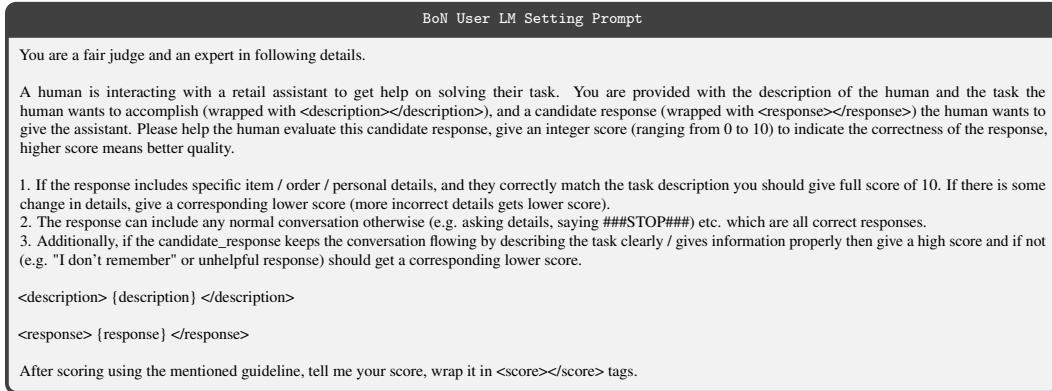 BoN User LM Setting Prompt
You are a fair judge and an expert in following details.
A human is interacting with a retail assistant to get help on solving their task. You are provided with the description of the human and the task the
human wants to accomplish (wrapped with <description></description>), and a candidate response (wrapped with <response></response>) the human wants to
give the assistant. Please help the human evaluate this candidate response, give an integer score (ranging from 0 to 10) to indicate the correctness of the response,
higher score means better quality.
1. If the response includes specific item / order / personal details, and they correctly match the task description you should give full score of 10. If there is some
change in details, give a corresponding lower score (more incorrect details gets lower score).
2. The response can include any normal conversation otherwise (e.g. asking details, saying ###STOP###) etc. which are all correct responses.
3. Additionally, if the candidate_response keeps the conversation flowing by describing the task clearly / gives information properly then give a high score and if not
(e.g. "I don't remember" or unhelpful response) should get a corresponding lower score.
<description> {description} </description>
<response> {response} </response>
After scoring using the mentioned guideline, tell me your score, wrap it in <score></score> tags.